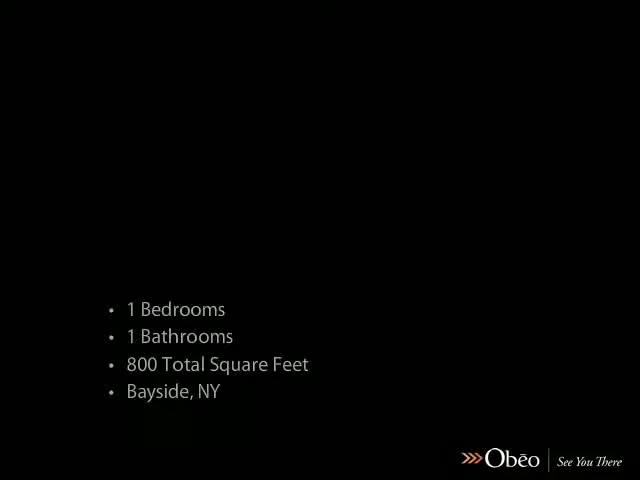 • 1 Bedrooms
• 1 Bathrooms
• 800 Total Square Feet
• Bayside, NY
Obēo | See You There